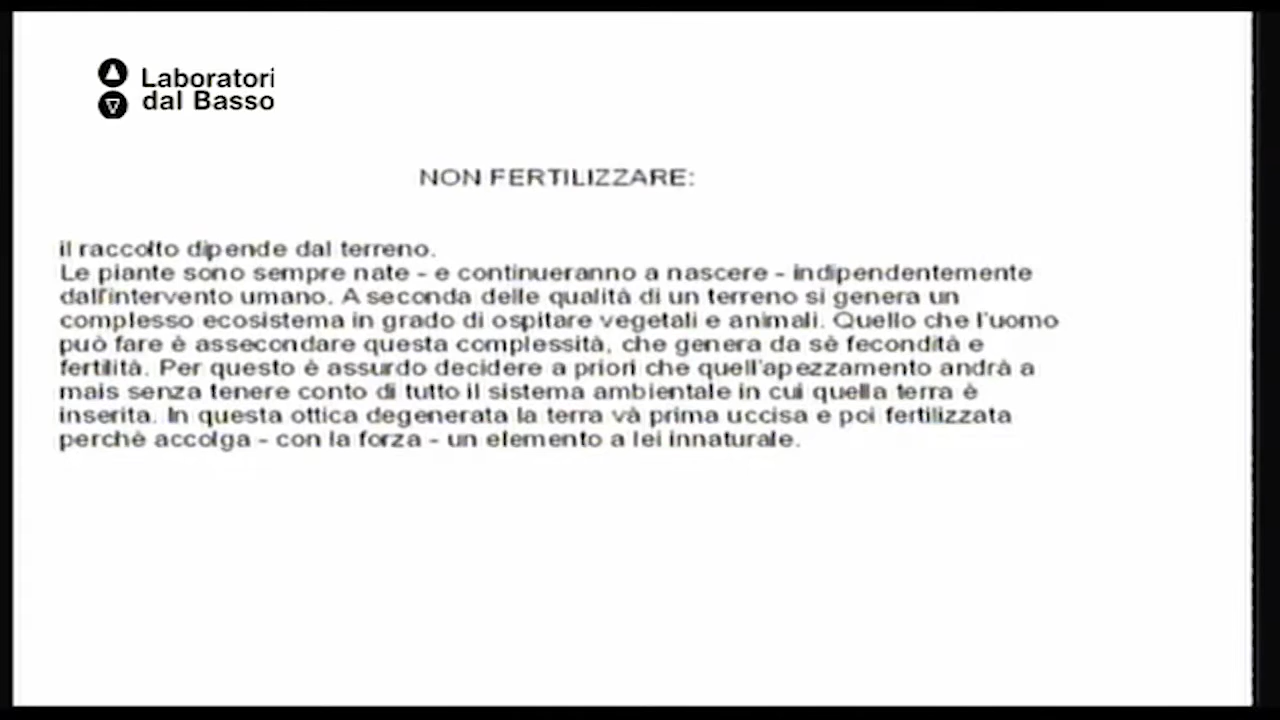 Laboratori
dal Basso
NON FERTILIZZARE:
il raccolto dipende dal terreno.
Le piante sono sempre nate - e continueranno a nascere - indipendentemente
dall'intervento umano. A seconda delle qualità di un terreno si genera un
complesso ecosistema in grado di ospitare vegetali e animali. Quello che l'uomo
può fare è assecondare questa complessità, che genera da sè fecondità e
fertilità. Per questo è assurdo decidere a priori che quell'apezzamento andrà a
mais senza tenere conto di tutto il sistema ambientale in cui quella terra è
inserita. In questa ottica degenerata la terra và prima uccisa e poi fertilizzata
perchè accolga - con la forza - un elemento a lei innaturale.